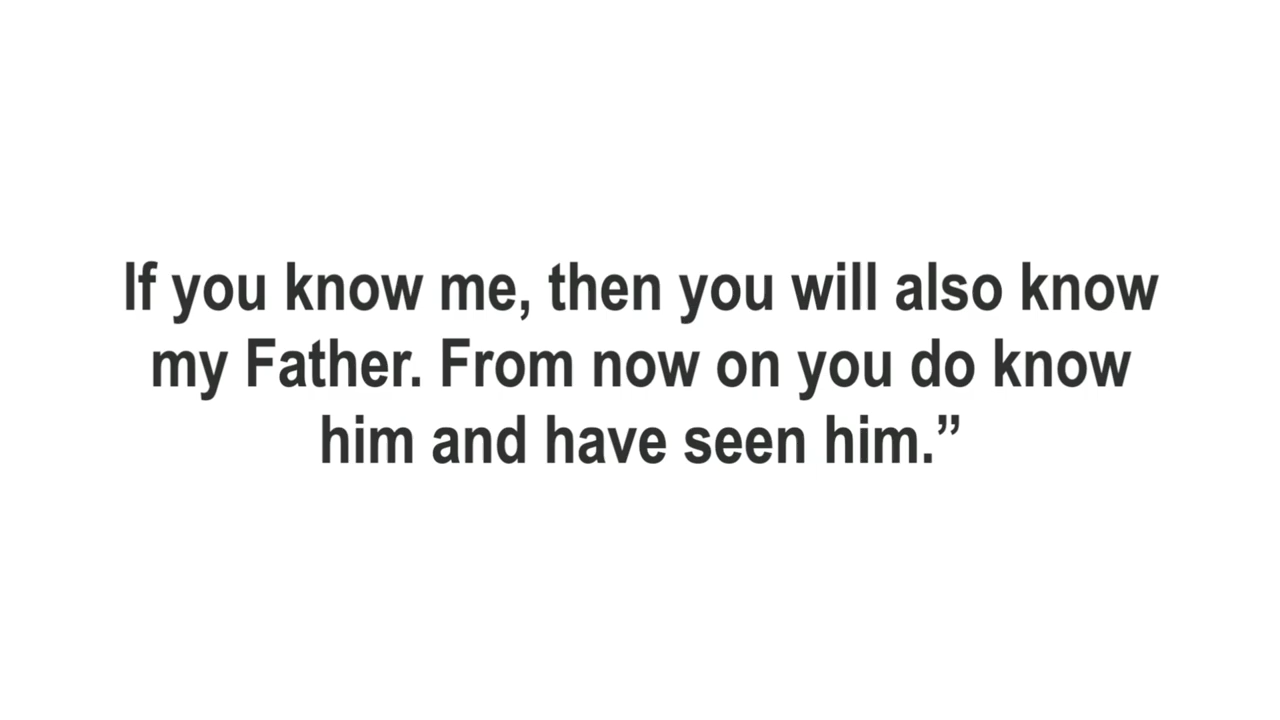 If you know me, then you will also know
my Father. From now on you do know
him and have seen him.”